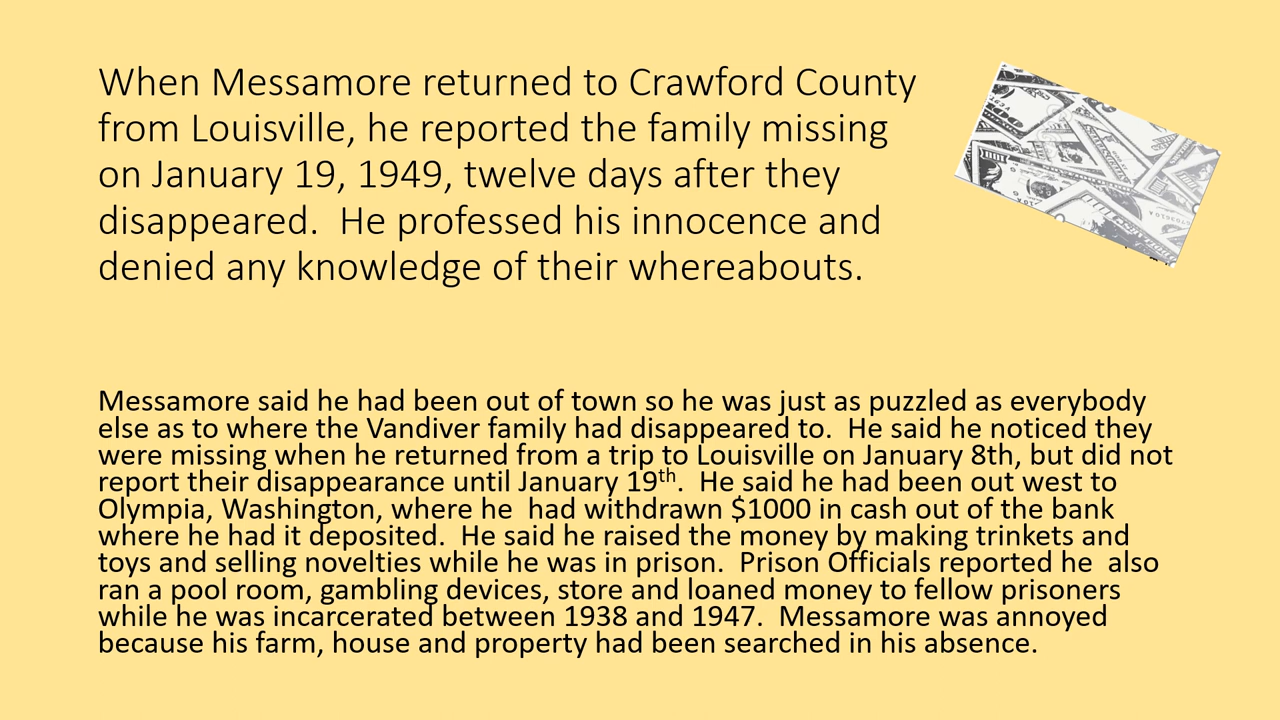 When Messamore returned to Crawford County
from Louisville, he reported the family missing
on January 19, 1949, twelve days after they
disappeared.  He professed his innocence and
denied any knowledge of their whereabouts.
Messamore said he had been out of town so he was just as puzzled as everybody
else as to where the Vandiver family had disappeared to.  He said he noticed they
were missing when he returned from a trip to Louisville on January 8th, but did not
report their disappearance until January 19th.  He said he had been out west to
Olympia, Washington, where he  had withdrawn $1000 in cash out of the bank
where he had it deposited.  He said he raised the money by making trinkets and
toys and selling novelties while he was in prison.  Prison Officials reported he  also
ran a pool room, gambling devices, store and loaned money to fellow prisoners
while he was incarcerated between 1938 and 1947.  Messamore was annoyed
because his farm, house and property had been searched in his absence.